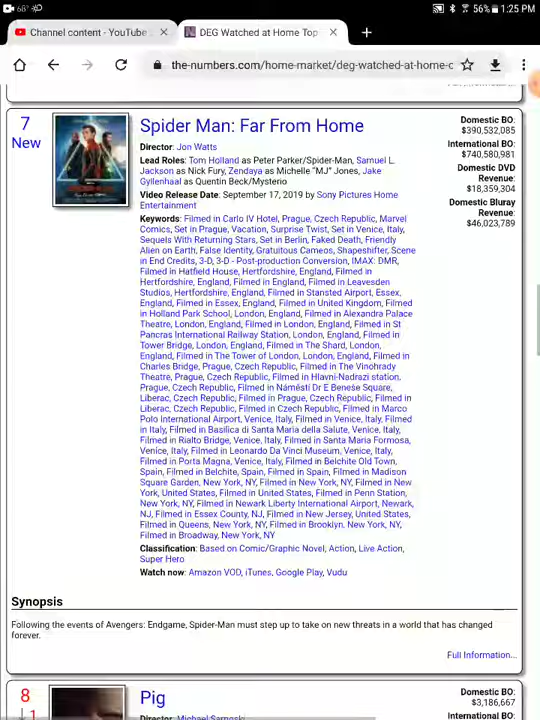 68°
56% 1:25 PM
Channel content - YouTube
DEG Watched at Home Top
the-numbers.com/home-market/deg-watched-at-home-c
7
New
Spider Man: Far From Home
Director: Jon Watts
Lead Roles: Tom Holland as Peter Parker/Spider-Man, Samuel L.
Jackson as Nick Fury, Zendaya as Michelle “MJ” Jones, Jake
Gyllenhaal as Quentin Beck/Mysterio
Video Release Date: September 17, 2019 by Sony Pictures Home
Entertainment
Keywords: Filmed in Carlo IV Hotel, Prague, Czech Republic, Marvel
Comics, Set in Prague, Vacation, Surprise Twist, Set in Venice, Italy,
Sequels With Returning Stars, Set in Berlin, Faked Death, Friendly
Alien on Earth, False Identity, Gratuitous Cameos, Shapeshifter, Scene
in End Credits, 3-D, 3-D - Post-production Conversion, IMAX: DMR,
Filmed in Hatfield House, Hertfordshire, England, Filmed in
Hertfordshire, England, Filmed in England, Filmed in Leavesden
Studios, Hertfordshire, England, Filmed in Stansted Airport, Essex,
England, Filmed in Essex, England, Filmed in United Kingdom, Filmed
in Holland Park School, London, England, Filmed in Alexandra Palace
Theatre, London, England, Filmed in London, England, Filmed in St
Pancras International Railway Station, London, England, Filmed in
Tower Bridge, London, England, Filmed in The Shard, London,
England, Filmed in The Tower of London, London, England, Filmed in
Charles Bridge, Prague, Czech Republic, Filmed in The Vinohrady
Theatre, Prague, Czech Republic, Filmed in Hlavni-Nadrazi station,
Prague, Czech Republic, Filmed in Náměstí Dr E Beneše Square,
Liberac, Czech Republic, Filmed in Prague, Czech Republic, Filmed in
Liberac, Czech Republic, Filmed in Czech Republic, Filmed in Marco
Polo International Airport, Venice, Italy, Filmed in Venice, Italy, Filmed
in Italy, Filmed in Basilica di Santa Maria della Salute, Venice, Italy,
Filmed in Rialto Bridge, Venice, Italy, Filmed in Santa Maria Formosa,
Venice, Italy, Filmed in Leonardo Da Vinci Museum, Venice, Italy,
Filmed in Porta Magna, Venice, Italy, Filmed in Belchite Old Town,
Spain, Filmed in Belchite, Spain, Filmed in Spain, Filmed in Madison
Square Garden, New York, NY, Filmed in New York, NY, Filmed in New
York, United States, Filmed in United States, Filmed in Penn Station,
New York, NY, Filmed in Newark Liberty International Airport, Newark,
NJ, Filmed in Essex County, NJ, Filmed in New Jersey, United States,
Filmed in Queens, New York, NY, Filmed in Brooklyn, New York, NY,
Filmed in Broadway, New York, NY
Classification: Based on Comic/Graphic Novel, Action, Live Action,
Super Hero
Watch now: Amazon VOD, iTunes, Google Play, Vudu
Domestic BO:
$390,532,085
International BO:
$740,580,981
Domestic DVD
Revenue:
$18,359,304
Domestic Bluray
Revenue:
$46,023,789
Synopsis
Following the events of Avengers: Endgame, Spider-Man must step up to take on new threats in a world that has changed
forever.
Full Information...
8
1
Pig
Director: Michael Sarnoski
Domestic BO:
$3,186,667
International BO: